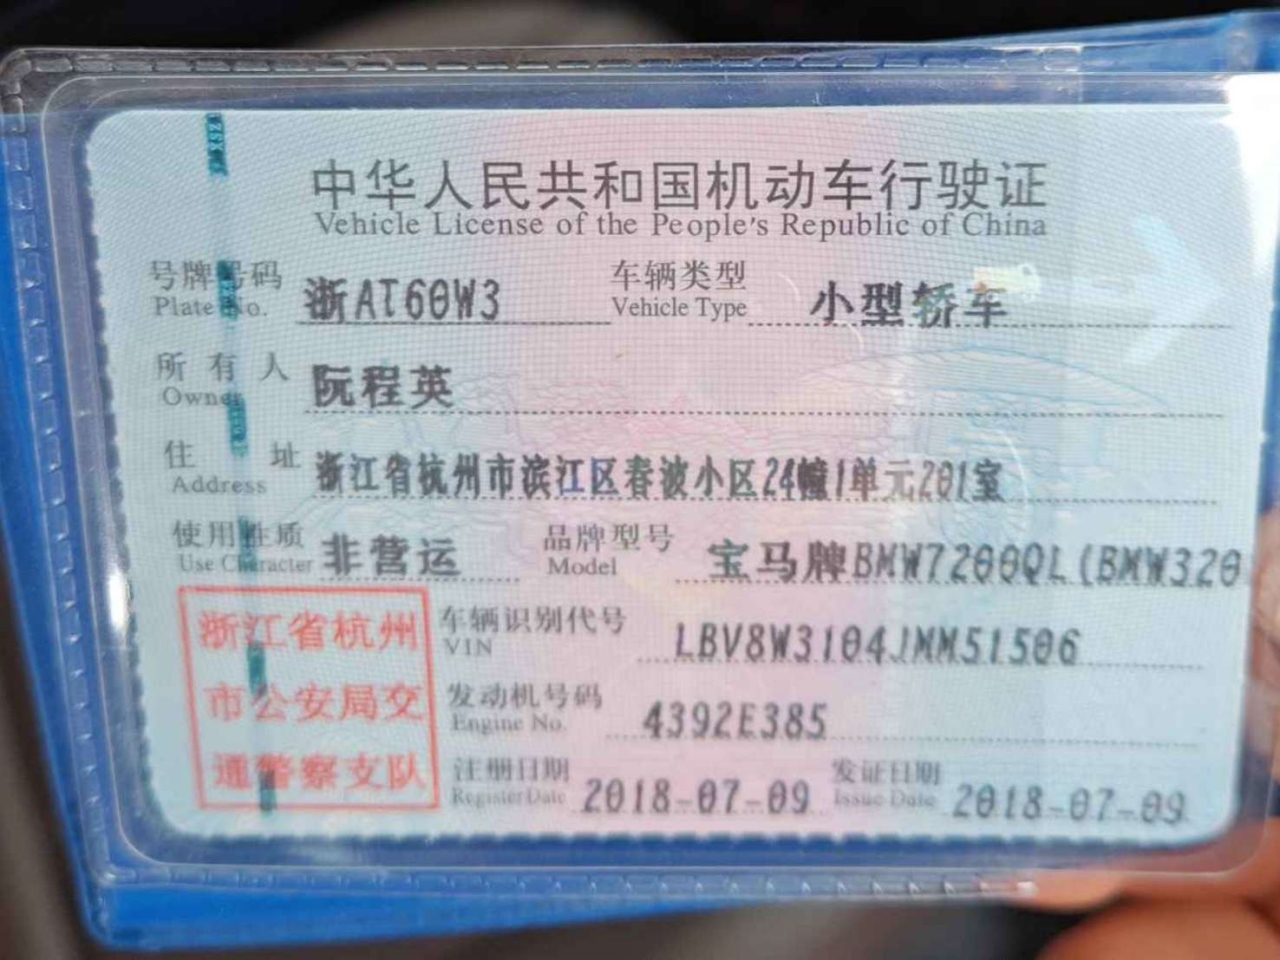 中华人民共和国机动车行驶证
Vehicle License of the People's Republic of China
号牌号码 浙AT60W3 车辆类型 小型轿车
Plate No. Vehicle Type
所有人 阮程英
Owner
住址 浙江省杭州市滨江区春波小区24幢1单元201室
Address
使用性质 非营运 品牌型号 宝马牌BMW7200QL(BMW320
Use Character Model
浙江省杭州
市公安局交
通警察支队
车辆识别代号 LBV8W3104JMM51506
VIN
发动机号码 4392E385
Engine No.
注册日期 2018-07-09 发证日期 2018-07-09
Register Date Issue Date